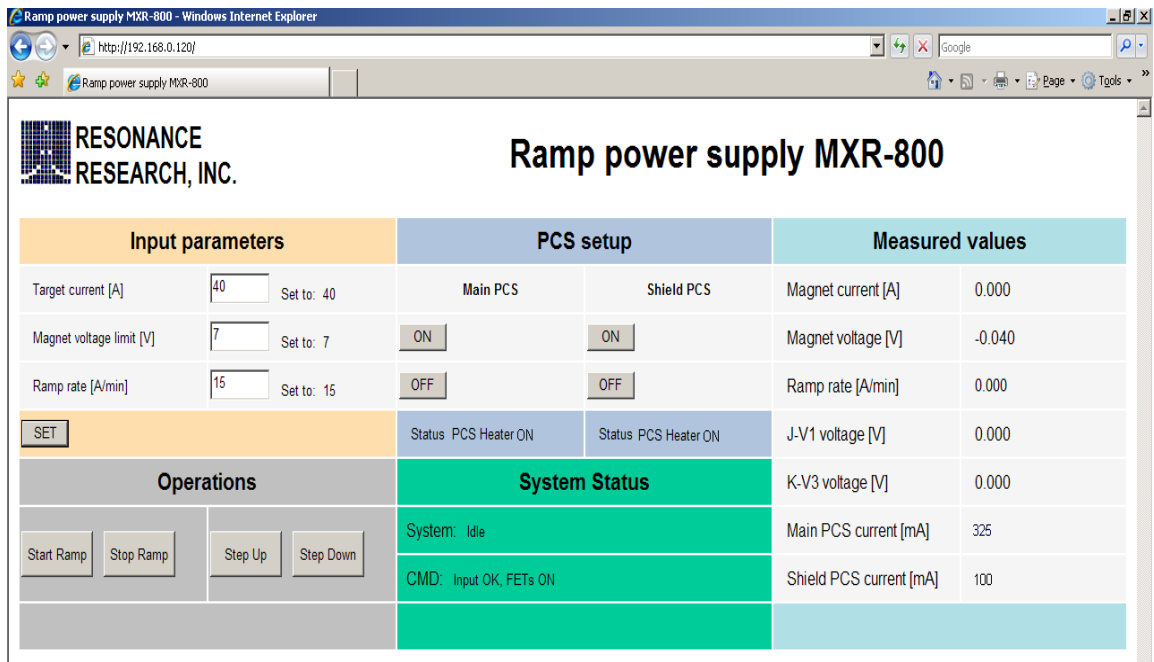 Ramp power supply MXR-800 - Windows Internet Explorer
http://192.168.0.120/
Google
Ramp power supply MXR-800
Page Tools »
RESONANCE
RESEARCH, INC.
Ramp power supply MXR-800
Input parameters PCS setup Measured values
Target current [A] 40 Set to: 40 Main PCS Shield PCS Magnet current [A] 0.000
Magnet voltage limit [V] 7 Set to: 7 ON ON Magnet voltage [V] -0.040
Ramp rate [A/min] 15 Set to: 15 OFF OFF Ramp rate [A/min] 0.000
SET Status PCS Heater ON Status PCS Heater ON J-V1 voltage [V] 0.000
Operations System Status K-V3 voltage [V] 0.000
System: Idle Main PCS current [mA] 325
Start Ramp Stop Ramp Step Up Step Down
CMD: Input OK, FETs ON Shield PCS current [mA] 100